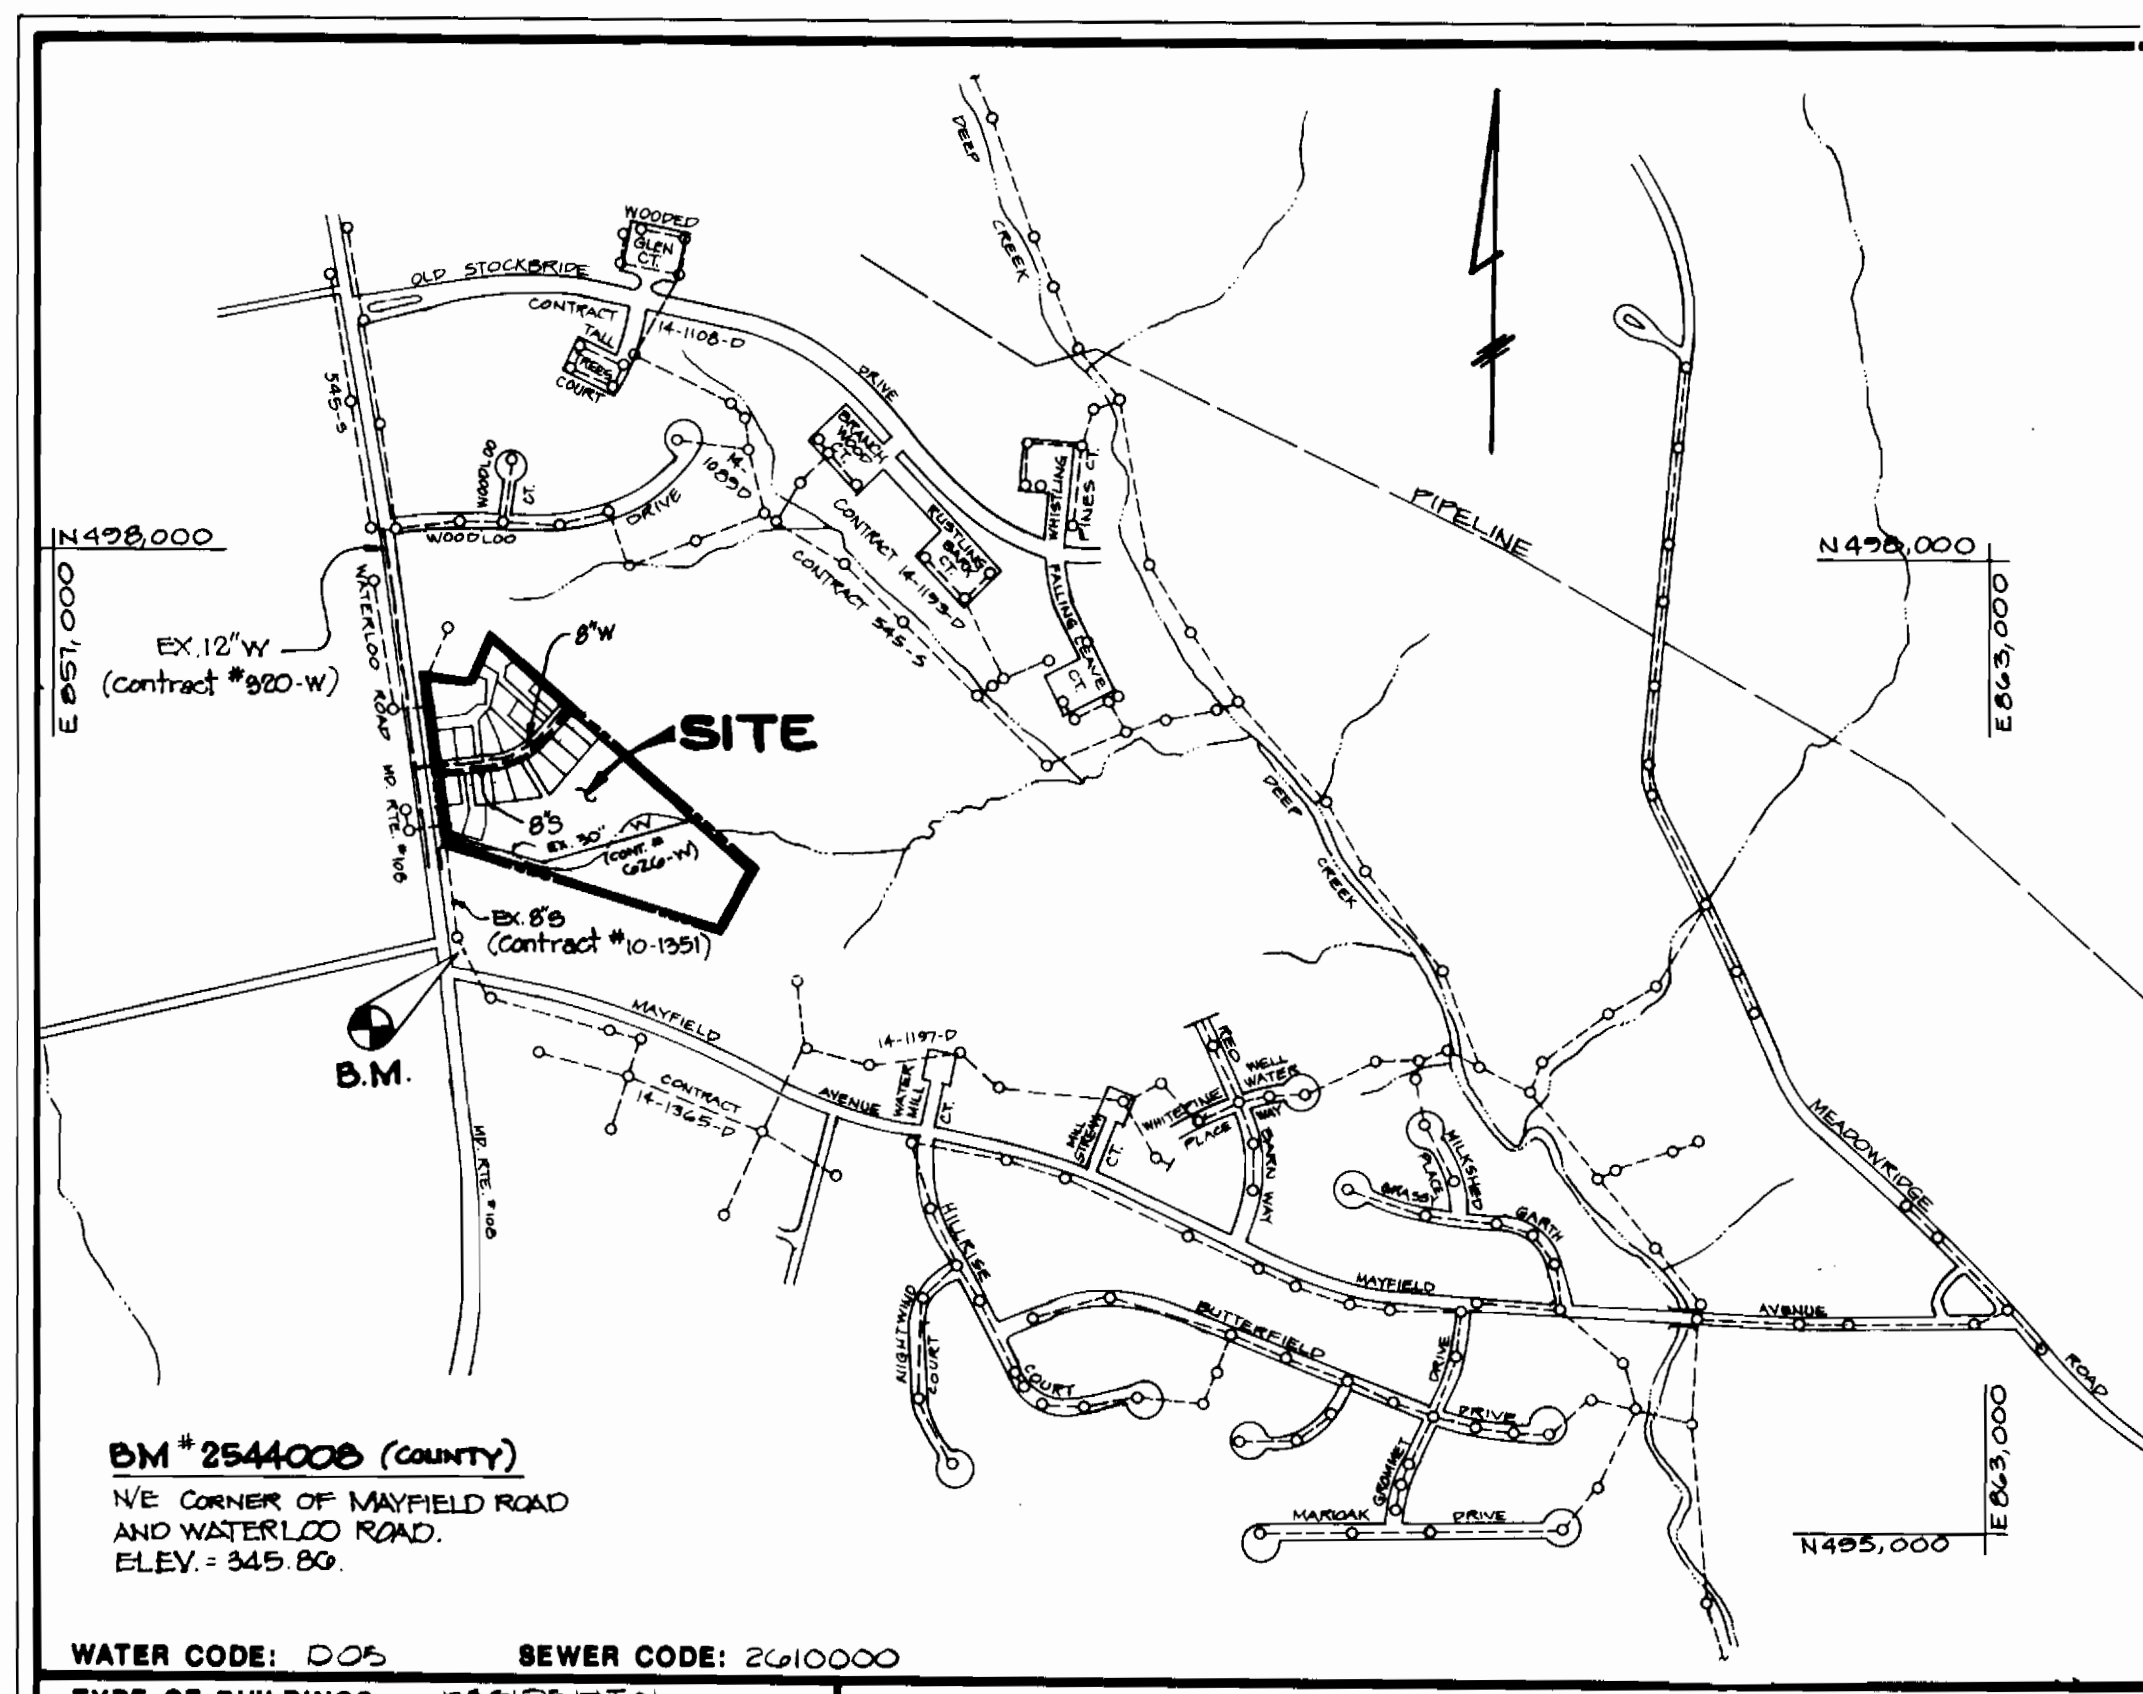 WOODED
GLEN
CT.
OLD STOCKBRIDE
CONTRACT
14-1108-D
TALL
TREES
COURT
DRIVE
DEEP
CREEK
545-S
WOODLOO
CT.
WOODLOO
DRIVE
14-
1089D
BRANCH
WOOD
CT.
CONTRACT 14-1193-D
RUSTLING
BARK
CT.
CONTRACT 545-S
WHISTLING
PINES CT.
FALLING LEAVE
CT.
PIPELINE
N498,000
E 857,000
N498,000
E 863,000
EX. 12" W
(Contract #320-W)
WATERLOO ROAD MD. RTE. #108
8"W
SITE
8"S
EX. 30" W
(CONT. #
626-W)
EX. 8"S
(Contract #10-1351)
DEEP
CREEK
B.M.
MD. RTE. #108
MAYFIELD
AVENUE
CONTRACT
14-1365-D
14-1197-D
WATER
MILL
CT.
MILL
STREAM
CT.
RED
WELL
WATER
WAY
WHITEPINE
PLACE
BARN WAY
MILKSHED
PLACE
GRASSY
GARTH
MEADOWRIDGE
ROAD
HILLRISE
COURT
NIGHTWIND
COURT
BUTTERFIELD
DRIVE
MAYFIELD
AVENUE
DRIVE
GROMMET
MARIOAK DRIVE
E 863,000
N495,000
BM #2544008 (COUNTY)
N/E CORNER OF MAYFIELD ROAD
AND WATERLOO ROAD.
ELEV. = 345.86.
WATER CODE: D05
SEWER CODE: 2610000